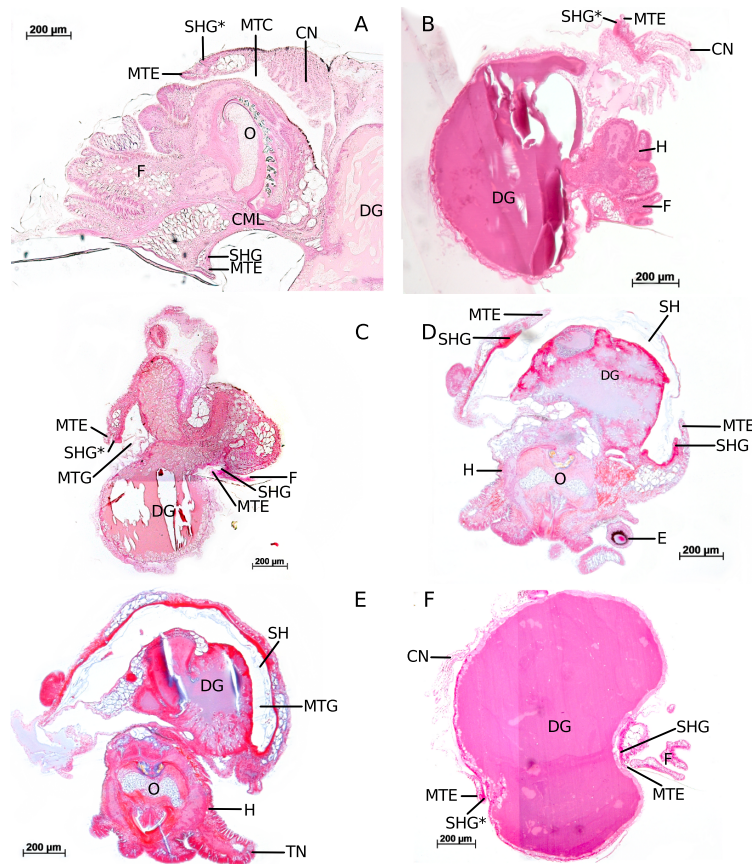 A
200 µm
SHG*
MTC
CN
MTE
O
F
CML
DG
SHG
MTE
B
SHG*
MTE
CN
H
DG
F
200 µm
C
MTE
SHG*
MTG
F
SHG
MTE
DG
200 µm
D
MTE
SH
SHG
DG
MTE
SHG
H
O
E
200 µm
E
SH
DG
MTG
O
H
TN
200 µm
F
CN
DG
SHG
F
MTE
MTE
SHG*
200 µm